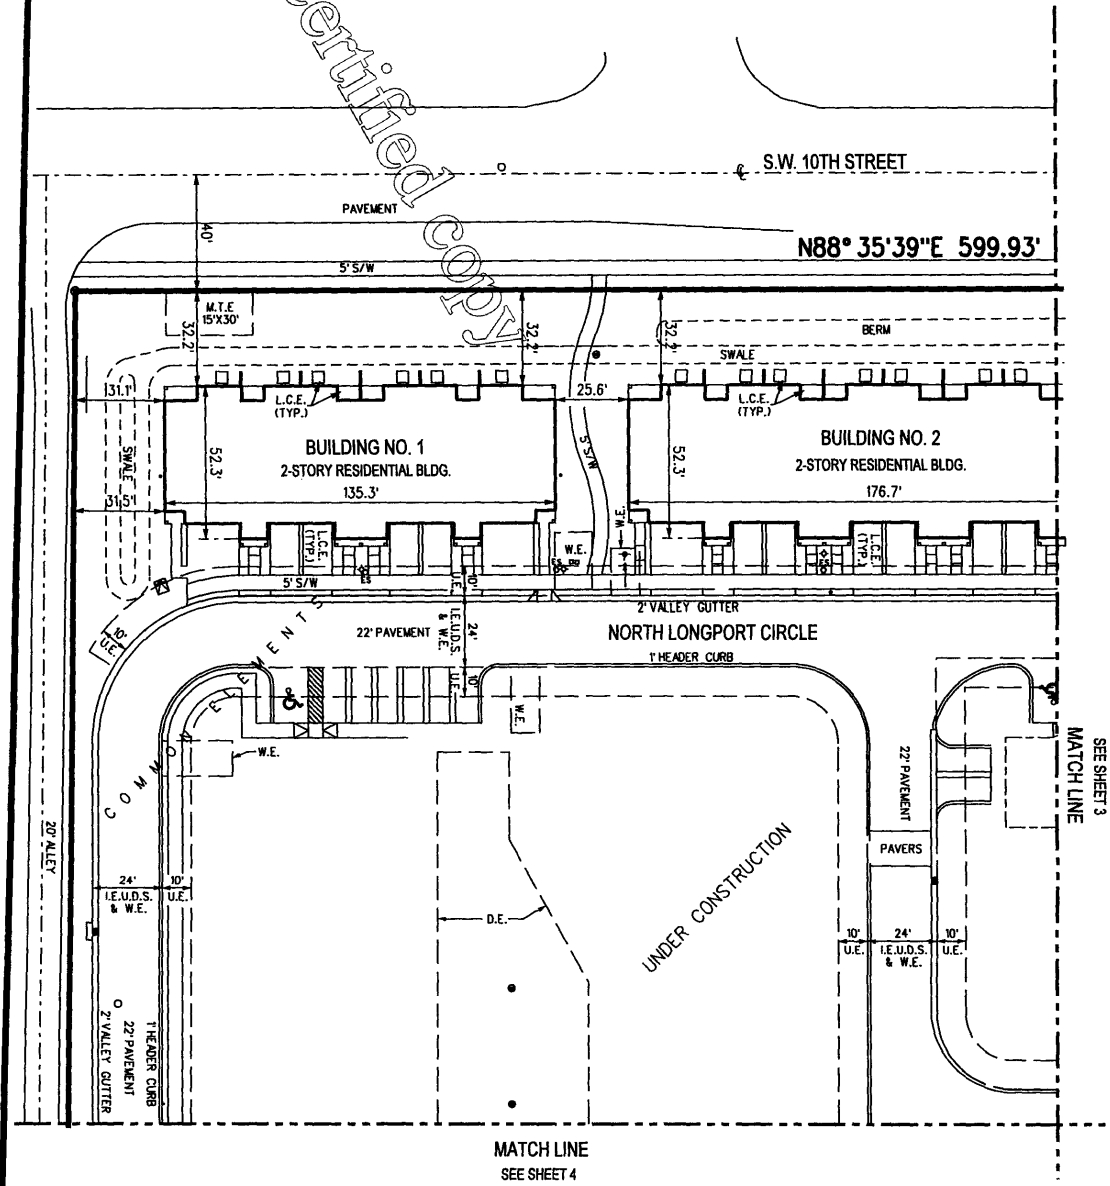 ertified copy
S.W. 10TH STREET
PAVEMENT
40'
N88° 35'39"E 599.93'
5' S/W
M.T.E
15'X30'
32.2'
32.2'
32.2'
BERM
SWALE
31.1'
L.C.E.
(TYP.)
25.6'
L.C.E.
(TYP.)
SWALE
52.3'
BUILDING NO. 1
2-STORY RESIDENTIAL BLDG.
135.3'
5' S/W
52.3'
BUILDING NO. 2
2-STORY RESIDENTIAL BLDG.
176.7'
31.5'
L.C.E.
(TYP.)
W.E.
W.E.
L.C.E.
(TYP.)
ES
ES
ES
5' S/W
10'
U.E.
2' VALLEY GUTTER
10'
U.E.
22' PAVEMENT
24'
I.E.U.D.S.
& W.E.
NORTH LONGPORT CIRCLE
1' HEADER CURB
10'
U.E.
W.E.
W.E.
COMMON ELEMENTS
22' PAVEMENT
SEE SHEET 3
MATCH LINE
PAVERS
20' ALLEY
24'
I.E.U.D.S.
& W.E.
10'
U.E.
D.E.
UNDER CONSTRUCTION
10'
U.E.
24'
I.E.U.D.S.
& W.E.
10'
U.E.
1' HEADER CURB
22' PAVEMENT
2' VALLEY GUTTER
MATCH LINE
SEE SHEET 4